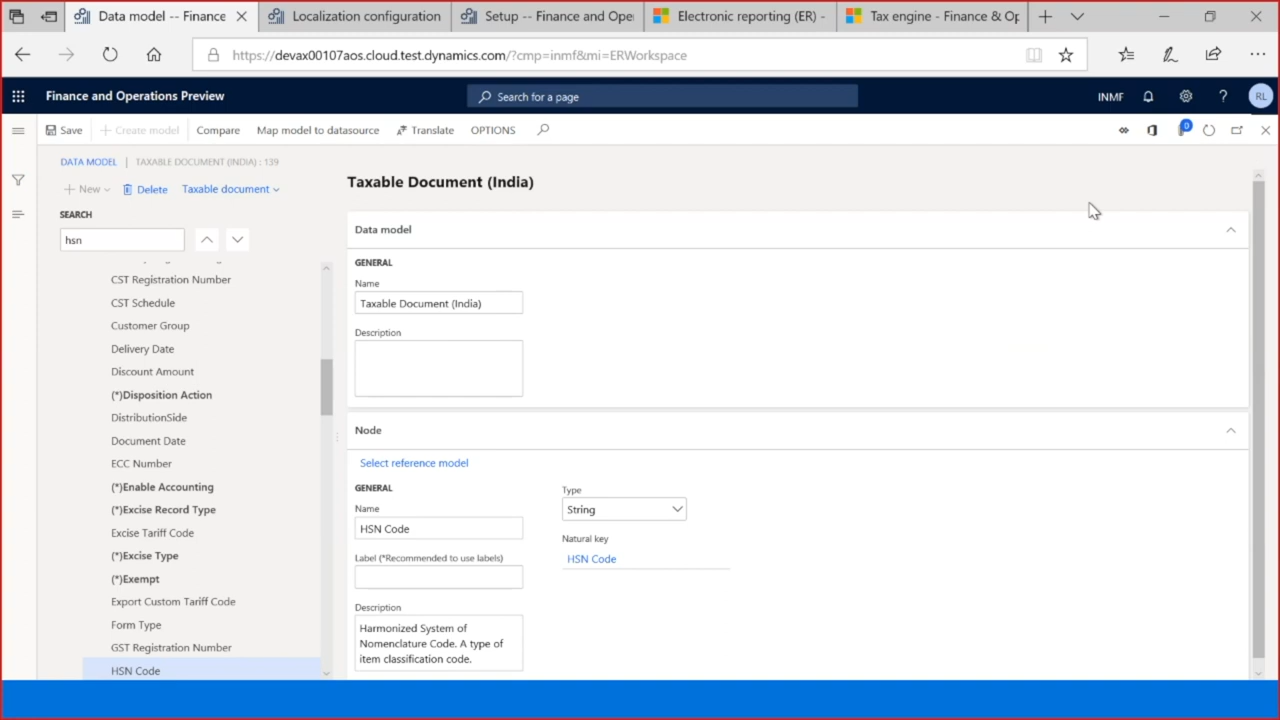 Data model -- Finance
Localization configuration
Setup -- Finance and Oper
Electronic reporting (ER) -
Tax engine - Finance & Op
https://devax00107aos.cloud.test.dynamics.com/?cmp=inmf&mi=ERWorkspace
Finance and Operations Preview
Search for a page
INMF
RL
Save
Create model
Compare
Map model to datasource
Translate
OPTIONS
0
DATA MODEL | TAXABLE DOCUMENT (INDIA) : 139
New
Delete
Taxable document
SEARCH
hsn
CST Registration Number
CST Schedule
Customer Group
Delivery Date
Discount Amount
(*)Disposition Action
DistributionSide
Document Date
ECC Number
(*)Enable Accounting
(*)Excise Record Type
Excise Tariff Code
(*)Excise Type
(*)Exempt
Export Custom Tariff Code
Form Type
GST Registration Number
HSN Code
Taxable Document (India)
Data model
GENERAL
Name
Taxable Document (India)
Description
Node
Select reference model
GENERAL
Name
HSN Code
Label (*Recommended to use labels)
Description
Harmonized System of
Nomenclature Code. A type of
item classification code.
Type
String
Natural key
HSN Code